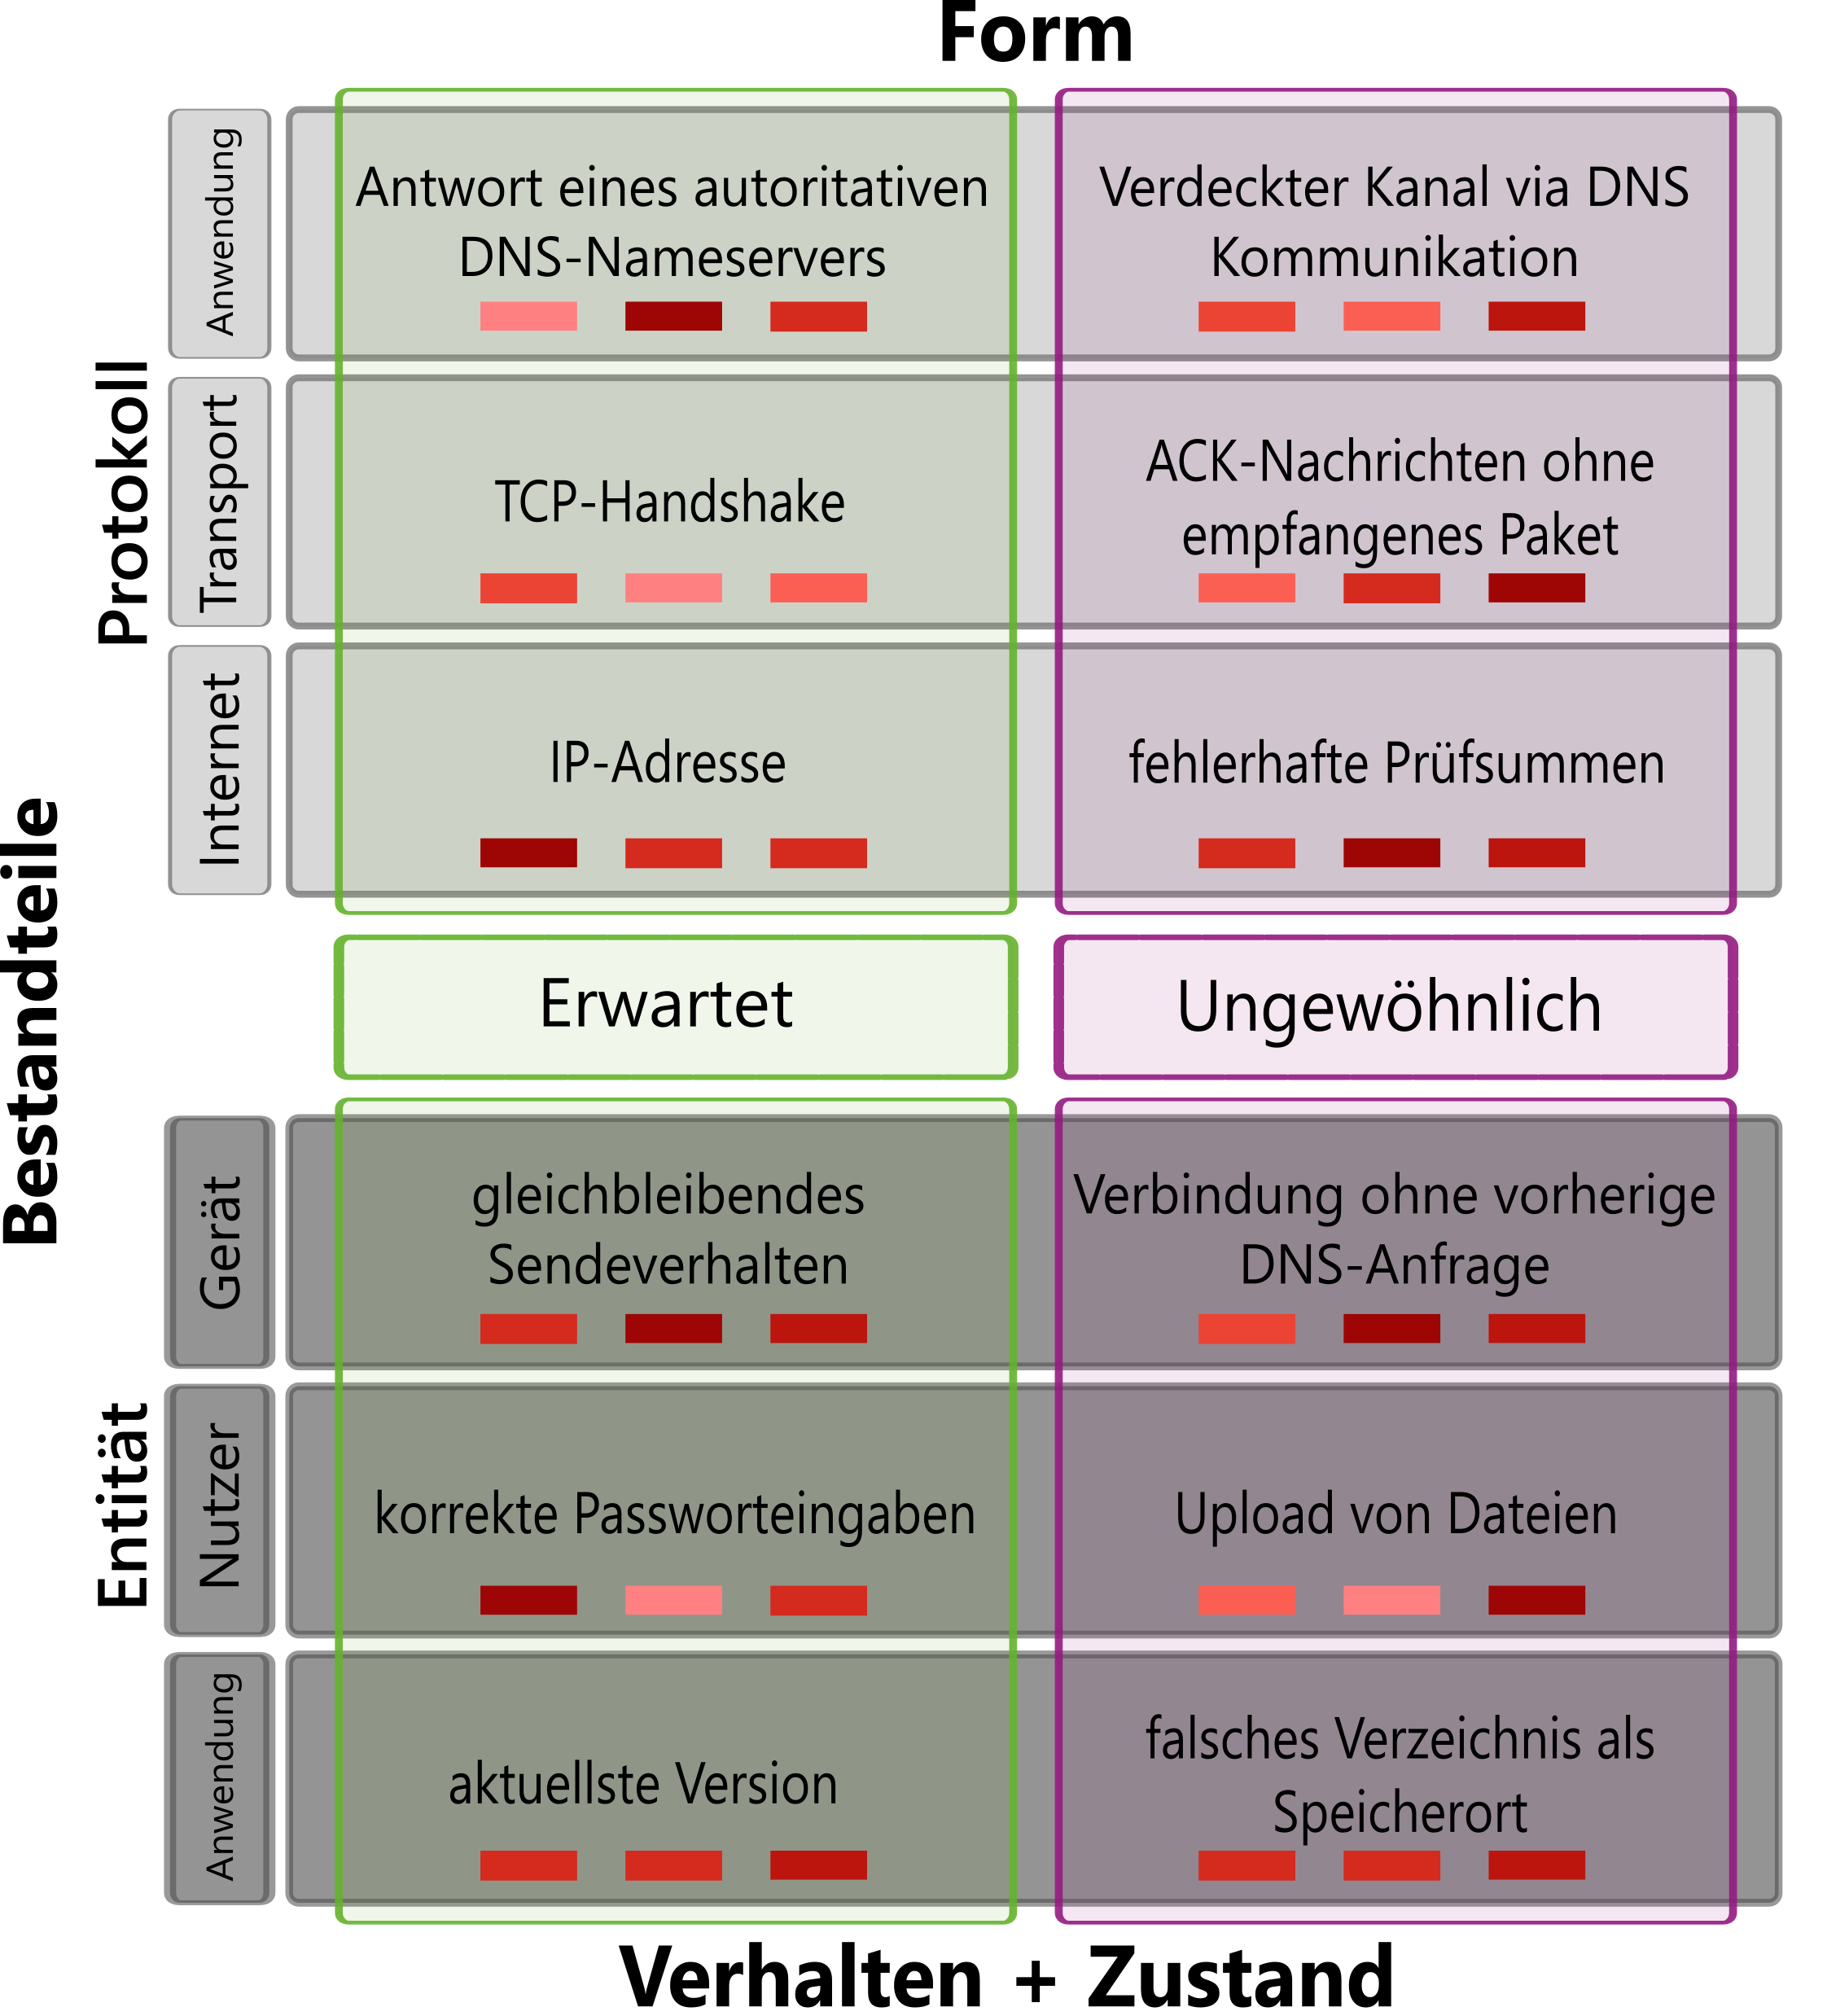 Form
Bestandteile
Protokoll
Anwendung
Antwort eines autoritativen
DNS-Nameservers
Verdeckter Kanal via DNS
Kommunikation
Transport
TCP-Handshake
ACK-Nachrichten ohne
empfangenes Paket
Internet
IP-Adresse
fehlerhafte Prüfsummen
Erwartet
Ungewöhnlich
Entität
Gerät
gleichbleibendes
Sendeverhalten
Verbindung ohne vorherige
DNS-Anfrage
Nutzer
korrekte Passworteingaben
Upload von Dateien
Anwendung
aktuellste Version
falsches Verzeichnis als
Speicherort
Verhalten + Zustand